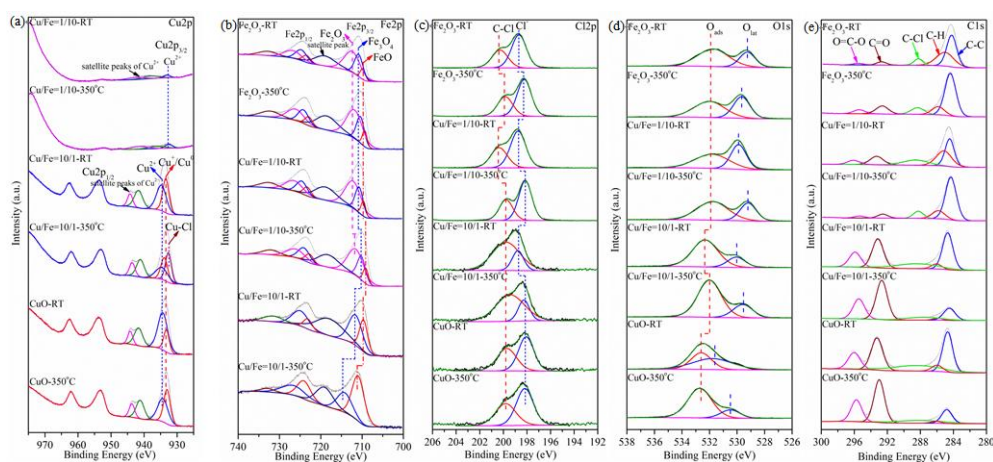 (a)
Cu/Fe=1/10-RT
Cu2p
Cu2p3/2
satellite peaks of Cu2+
Cu2+
Cu/Fe=1/10-350°C
Cu/Fe=10/1-RT
Cu2+
Cu+/Cu0
Cu2p1/2
satellite peaks of Cu2+
Cu/Fe=10/1-350°C
Cu-Cl
CuO-RT
CuO-350°C
Intensity (a.u.)
970 960 950 940 930
Binding Energy (eV)
(b)
Fe2O3-RT
Fe2p
Fe2O3
Fe2p3/2
Fe2p1/2
satellite peak
Fe3O4
FeO
Fe2O3-350°C
Cu/Fe=1/10-RT
Cu/Fe=1/10-350°C
Cu/Fe=10/1-RT
Cu/Fe=10/1-350°C
Intensity (a.u.)
740 730 720 710 700
Binding Energy (eV)
(c)
Fe2O3-RT
Cl2p
C-Cl
Fe2O3-350°C
Cu/Fe=1/10-RT
Cu/Fe=1/10-350°C
Cu/Fe=10/1-RT
Cu/Fe=10/1-350°C
CuO-RT
CuO-350°C
Intensity (a.u.)
206 204 202 200 198 196 194 192
Binding Energy (eV)
(d)
Fe2O3-RT
O1s
Oads
Olat
Fe2O3-350°C
Cu/Fe=1/10-RT
Cu/Fe=1/10-350°C
Cu/Fe=10/1-RT
Cu/Fe=10/1-350°C
CuO-RT
CuO-350°C
Intensity (a.u.)
538 536 534 532 530 528 526
Binding Energy (eV)
(e)
Fe2O3-RT
C1s
O=C-O
C=O
C-Cl
C-H
C-C
Fe2O3-350°C
Cu/Fe=1/10-RT
Cu/Fe=1/10-350°C
Cu/Fe=10/1-RT
Cu/Fe=10/1-350°C
CuO-RT
CuO-350°C
Intensity (a.u.)
300 296 292 288 284 280
Binding Energy (eV)